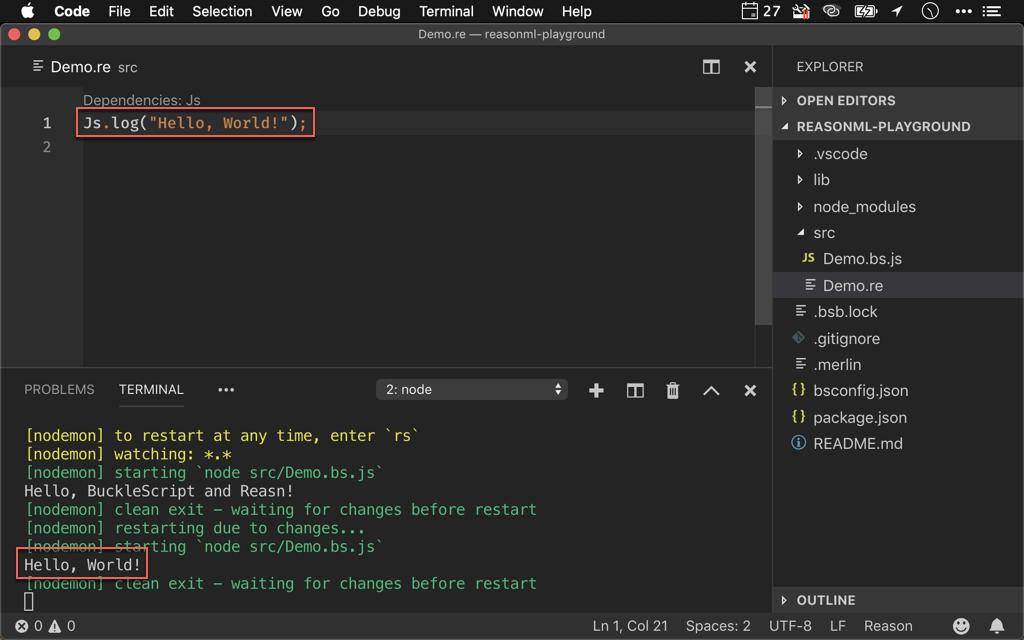 Code File Edit Selection View Go Debug Terminal Window Help 27
Demo.re — reasonml-playground
Demo.re src
Dependencies: Js
1 Js.log("Hello, World!");
2
EXPLORER
OPEN EDITORS
REASONML-PLAYGROUND
.vscode
lib
node_modules
src
JS Demo.bs.js
Demo.re
.bsb.lock
.gitignore
.merlin
{} bsconfig.json
{} package.json
README.md
PROBLEMS TERMINAL ••• 2: node
[nodemon] to restart at any time, enter `rs`
[nodemon] watching: *.*
[nodemon] starting `node src/Demo.bs.js`
Hello, BuckleScript and Reasn!
[nodemon] clean exit - waiting for changes before restart
[nodemon] restarting due to changes...
[nodemon] starting `node src/Demo.bs.js`
Hello, World!
[nodemon] clean exit - waiting for changes before restart
OUTLINE
0 0 Ln 1, Col 21 Spaces: 2 UTF-8 LF Reason